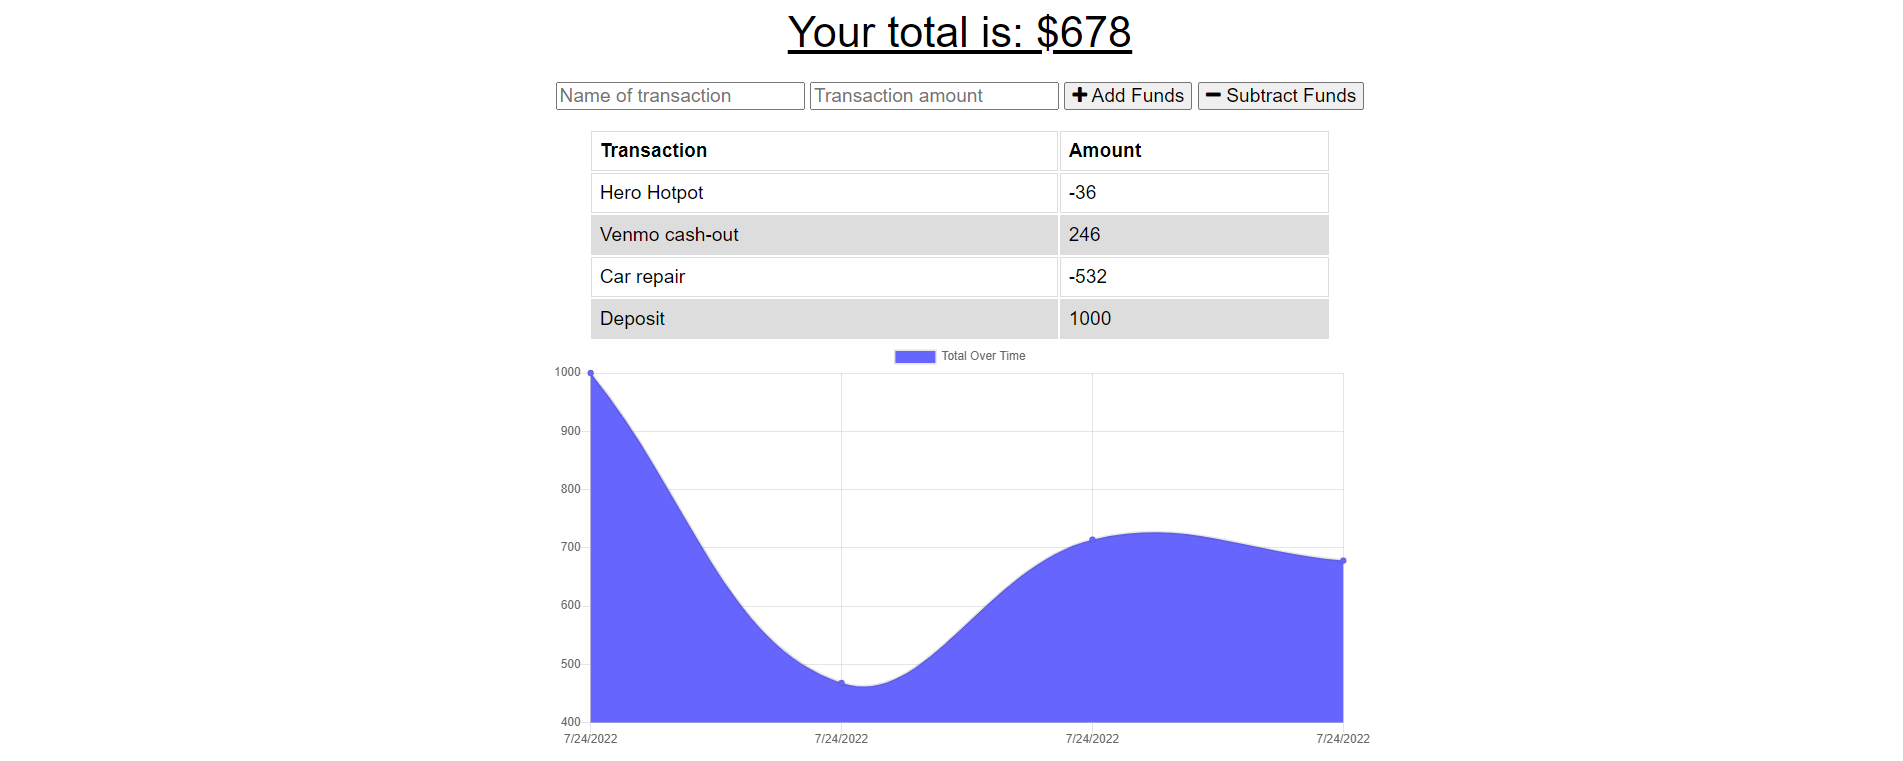 Your total is: $678
Name of transaction Transaction amount Add Funds Subtract Funds
Transaction Amount
Hero Hotpot -36
Venmo cash-out 246
Car repair -532
Deposit 1000
Total Over Time
1000
900
800
700
600
500
400
7/24/2022 7/24/2022 7/24/2022 7/24/2022